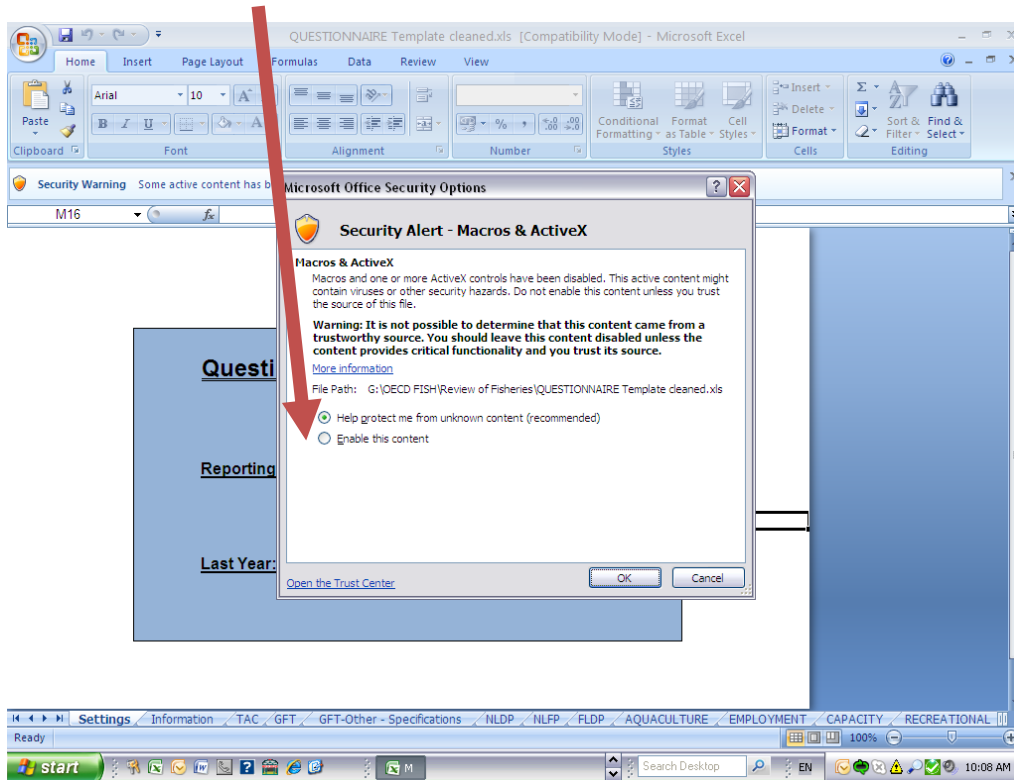 QUESTIONNAIRE Template cleaned.xls [Compatibility Mode] - Microsoft Excel
Home Insert Page Layout Formulas Data Review View
Arial 10
Paste
B I U
Conditional Formatting
Format as Table
Cell Styles
Insert
Delete
Format
Sort & Filter
Find & Select
Clipboard Font Alignment Number Styles Cells Editing
Security Warning Some active content has b
M16 fx
Microsoft Office Security Options
Security Alert - Macros & ActiveX
Macros & ActiveX
Macros and one or more ActiveX controls have been disabled. This active content might
contain viruses or other security hazards. Do not enable this content unless you trust
the source of this file.
Warning: It is not possible to determine that this content came from a
trustworthy source. You should leave this content disabled unless the
content provides critical functionality and you trust its source.
More information
File Path: G:\OECD FISH\Review of Fisheries\QUESTIONNAIRE Template cleaned.xls
Help protect me from unknown content (recommended)
Enable this content
Open the Trust Center OK Cancel
Questi
Reporting
Last Year:
Settings Information TAC GFT GFT-Other - Specifications NLDP NLFP FLDP AQUACULTURE EMPLOYMENT CAPACITY RECREATIONAL
Ready 100%
start M Search Desktop EN 10:08 AM